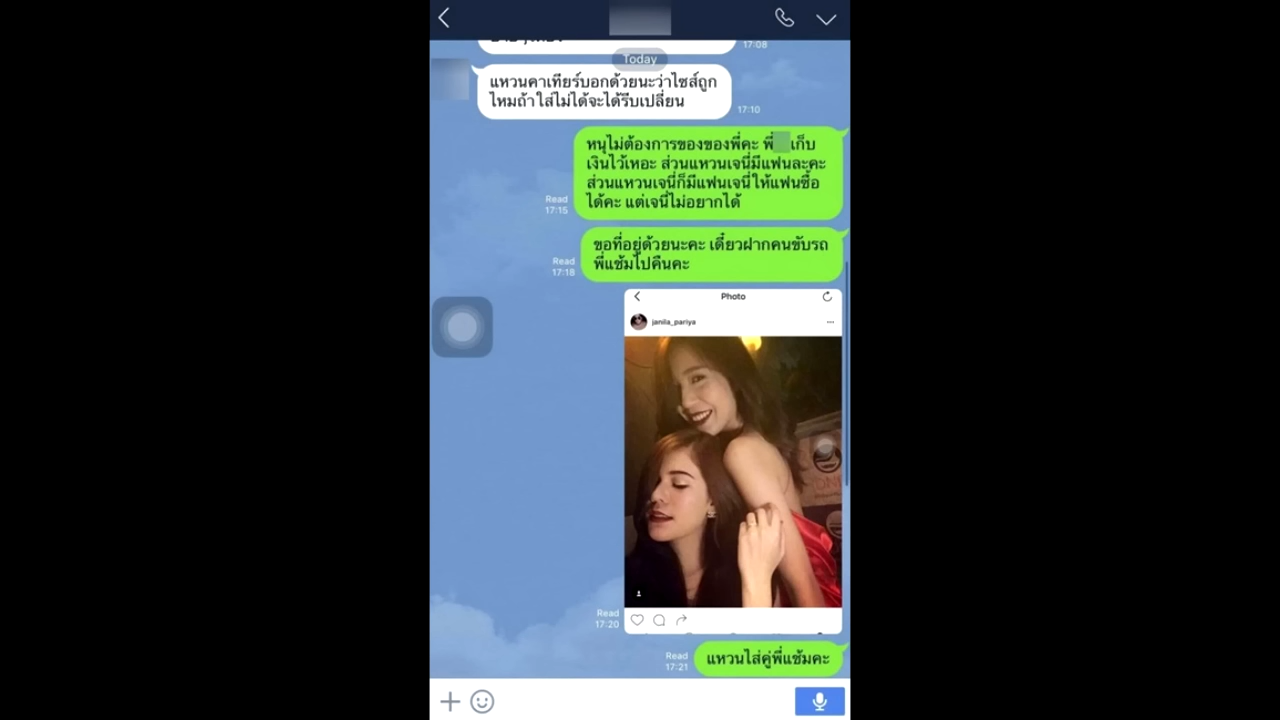 17:08
Today
แหวนคาเทียร์บอกด้วยนะว่าไซส์ถูก
ไหมถ้าใส่ไม่ได้จะได้รีบเปลี่ยน
17:10
หนุไม่ต้องการของของพี่คะ พี่ เก็บ
เงินไว้เหอะ ส่วนแหวนเจนี่มีแฟนละคะ
ส่วนแหวนเจนี่ก็มีแฟนเจนี่ให้แฟนซื้อ
ได้คะ แต่เจนี่ไม่อยากได้
Read
17:15
ขอที่อยู่ด้วยนะคะ เดี๋ยวฝากคนขับรถ
พี่แช้มไปคืนคะ
Read
17:18
Photo
janila_pariya
Read
17:20
แหวนใส่คู่พี่แช้มคะ
Read
17:21